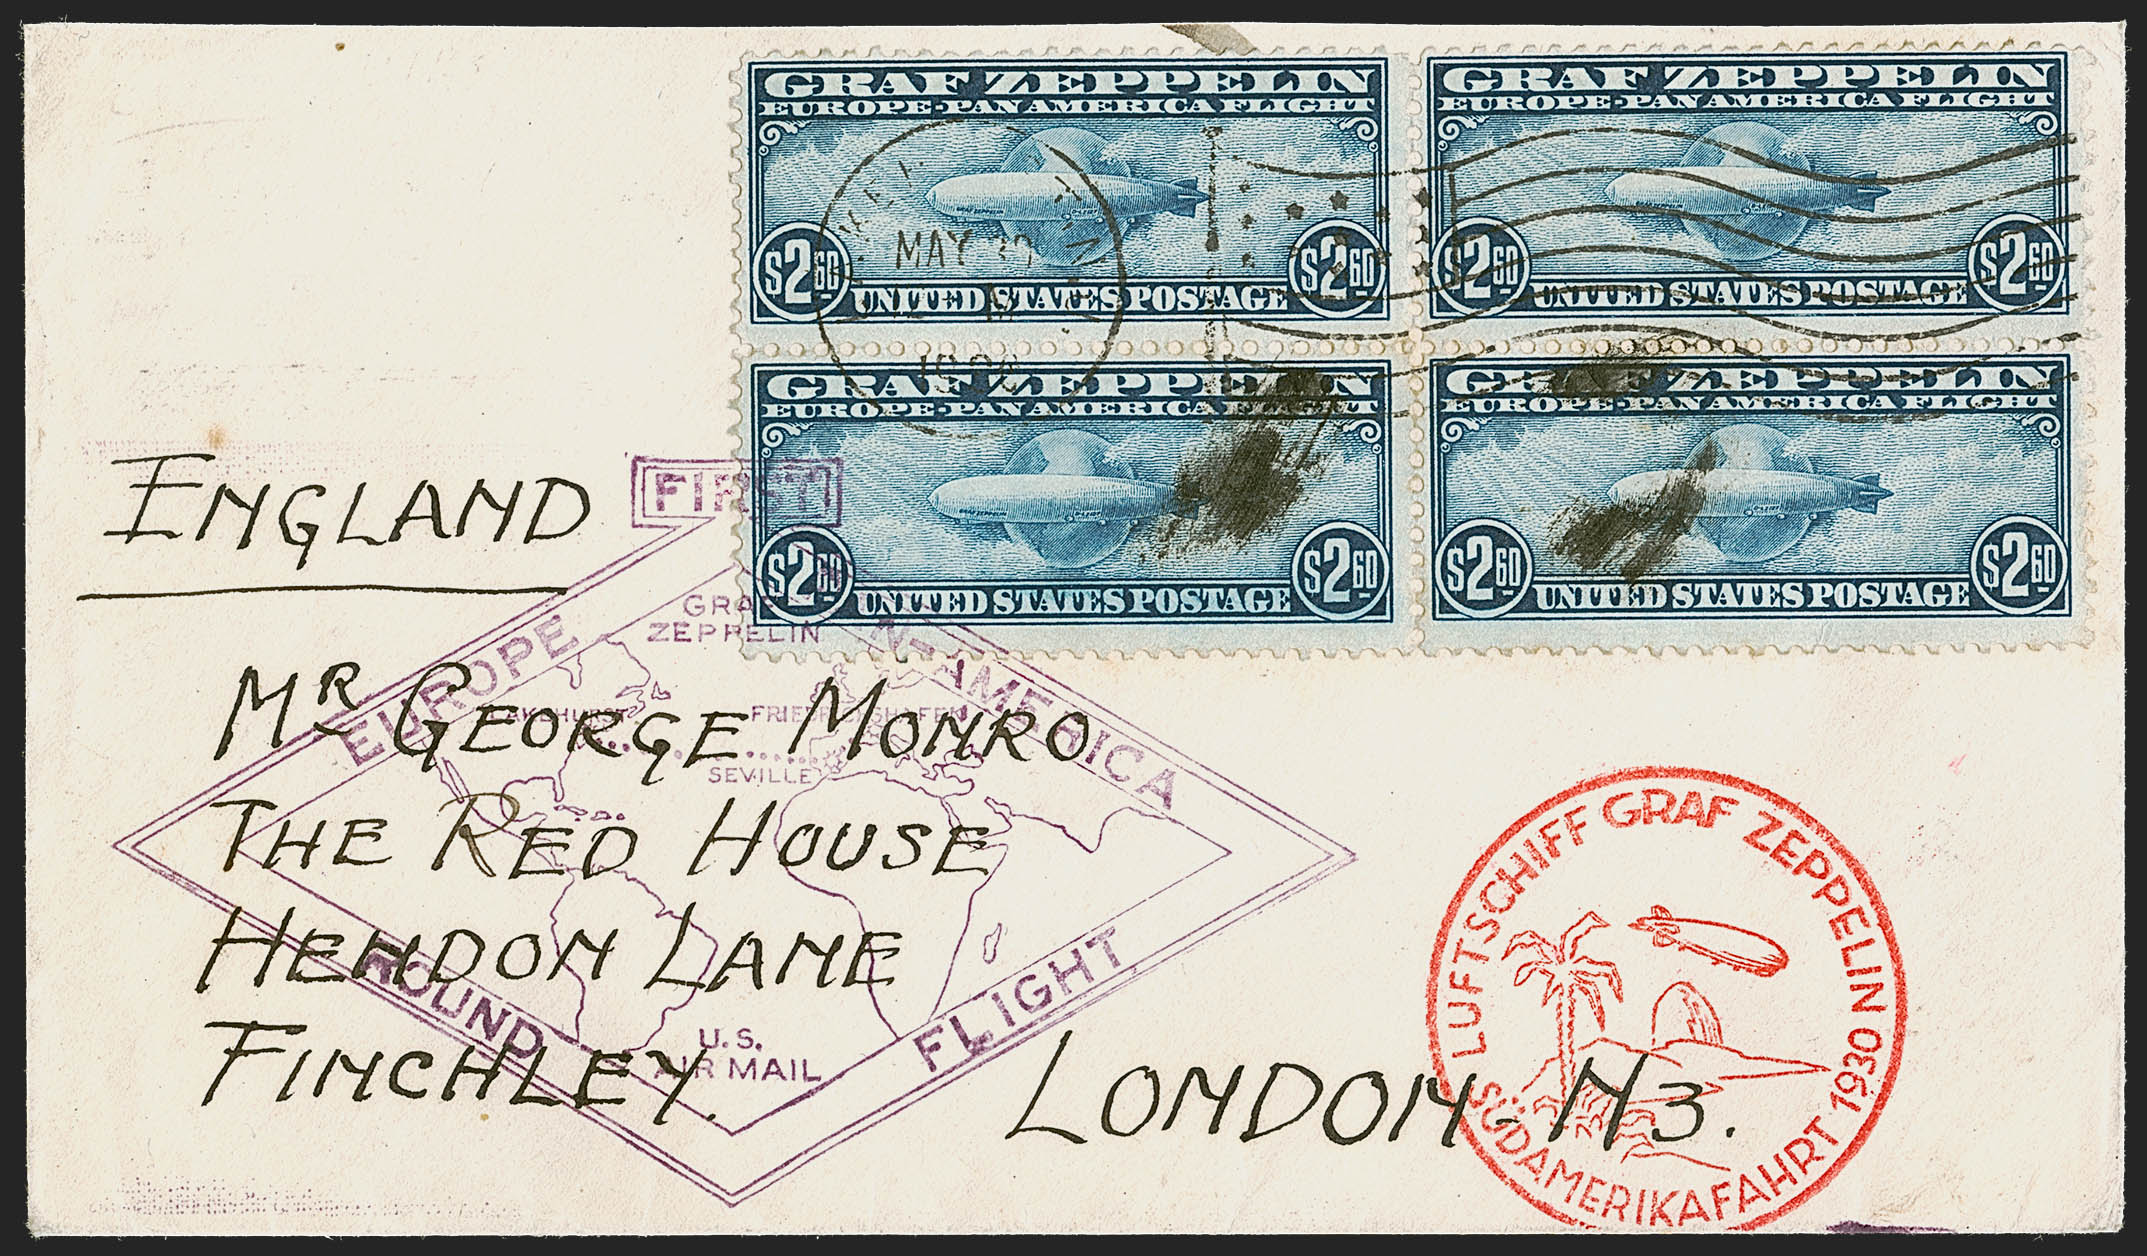 GRAF ZEPPELIN
EUROPE-PAN AMERICA FLIGHT
$2.60
UNITED STATES POSTAGE
$2.60
GRAF ZEPPELIN
EUROPE-PAN AMERICA FLIGHT
$2.60
UNITED STATES POSTAGE
$2.60
MAY
GRAF ZEPPELIN
EUROPE-PAN AMERICA FLIGHT
$2.60
UNITED STATES POSTAGE
$2.60
GRAF ZEPPELIN
EUROPE-PAN AMERICA FLIGHT
$2.60
UNITED STATES POSTAGE
$2.60
ENGLAND
MR GEORGE MONRO
THE RED HOUSE
HENDON LANE
FINCHLEY.
LONDON. N3.
FIRST
EUROPE
PAN-AMERICA
ROUND
FLIGHT
GRAF
ZEPPELIN
LAKEHURST
FRIEDRICHSHAFEN
SEVILLE
U.S.
AIR MAIL
LUFTSCHIFF GRAF ZEPPELIN
SÜDAMERIKAFAHRT 1930